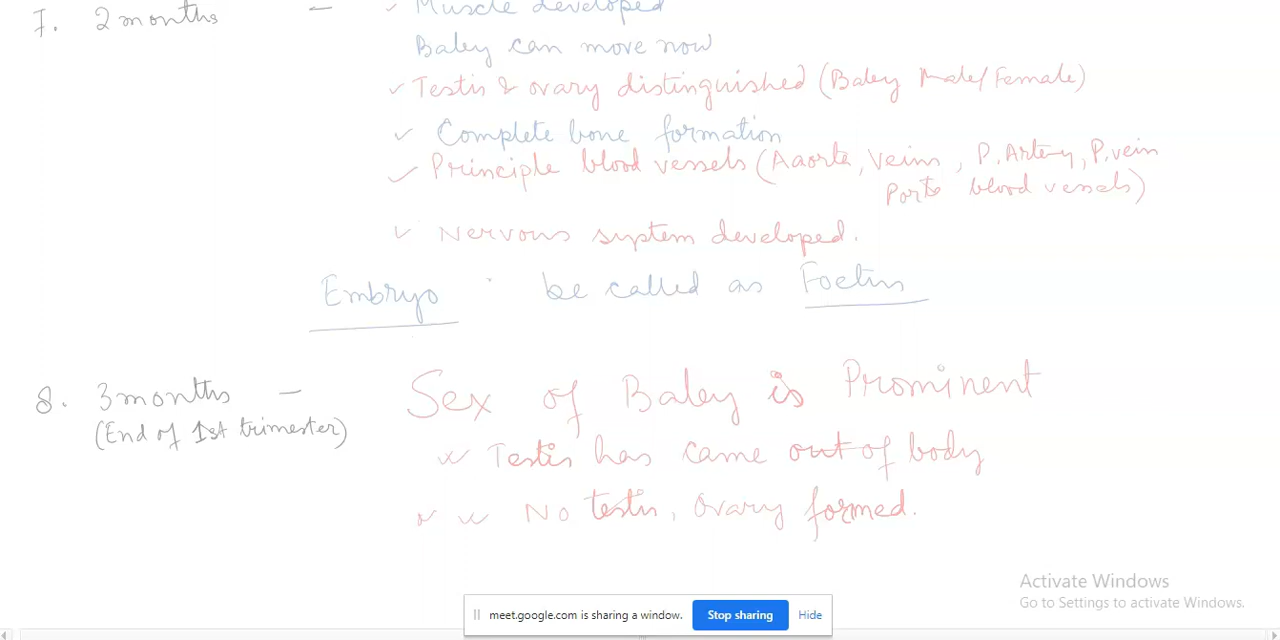 7. 2 months - ✓ Muscle developed
Baby can move now
✓ Testis & ovary distinguished (Baby Male/Female)
✓ Complete bone formation
✓ Principle blood vessels (Aaorte, Veins, P. Artery, P. vein
Porte blood vessels)
✓ Nervous system developed.
Embryo be called as Foetus
8. 3 months - Sex of Baby is Prominent
(End of 1st trimester)
Testis has came out of body
No testis, Ovary formed.
Activate Windows
Go to Settings to activate Windows.
meet.google.com is sharing a window. Stop sharing Hide